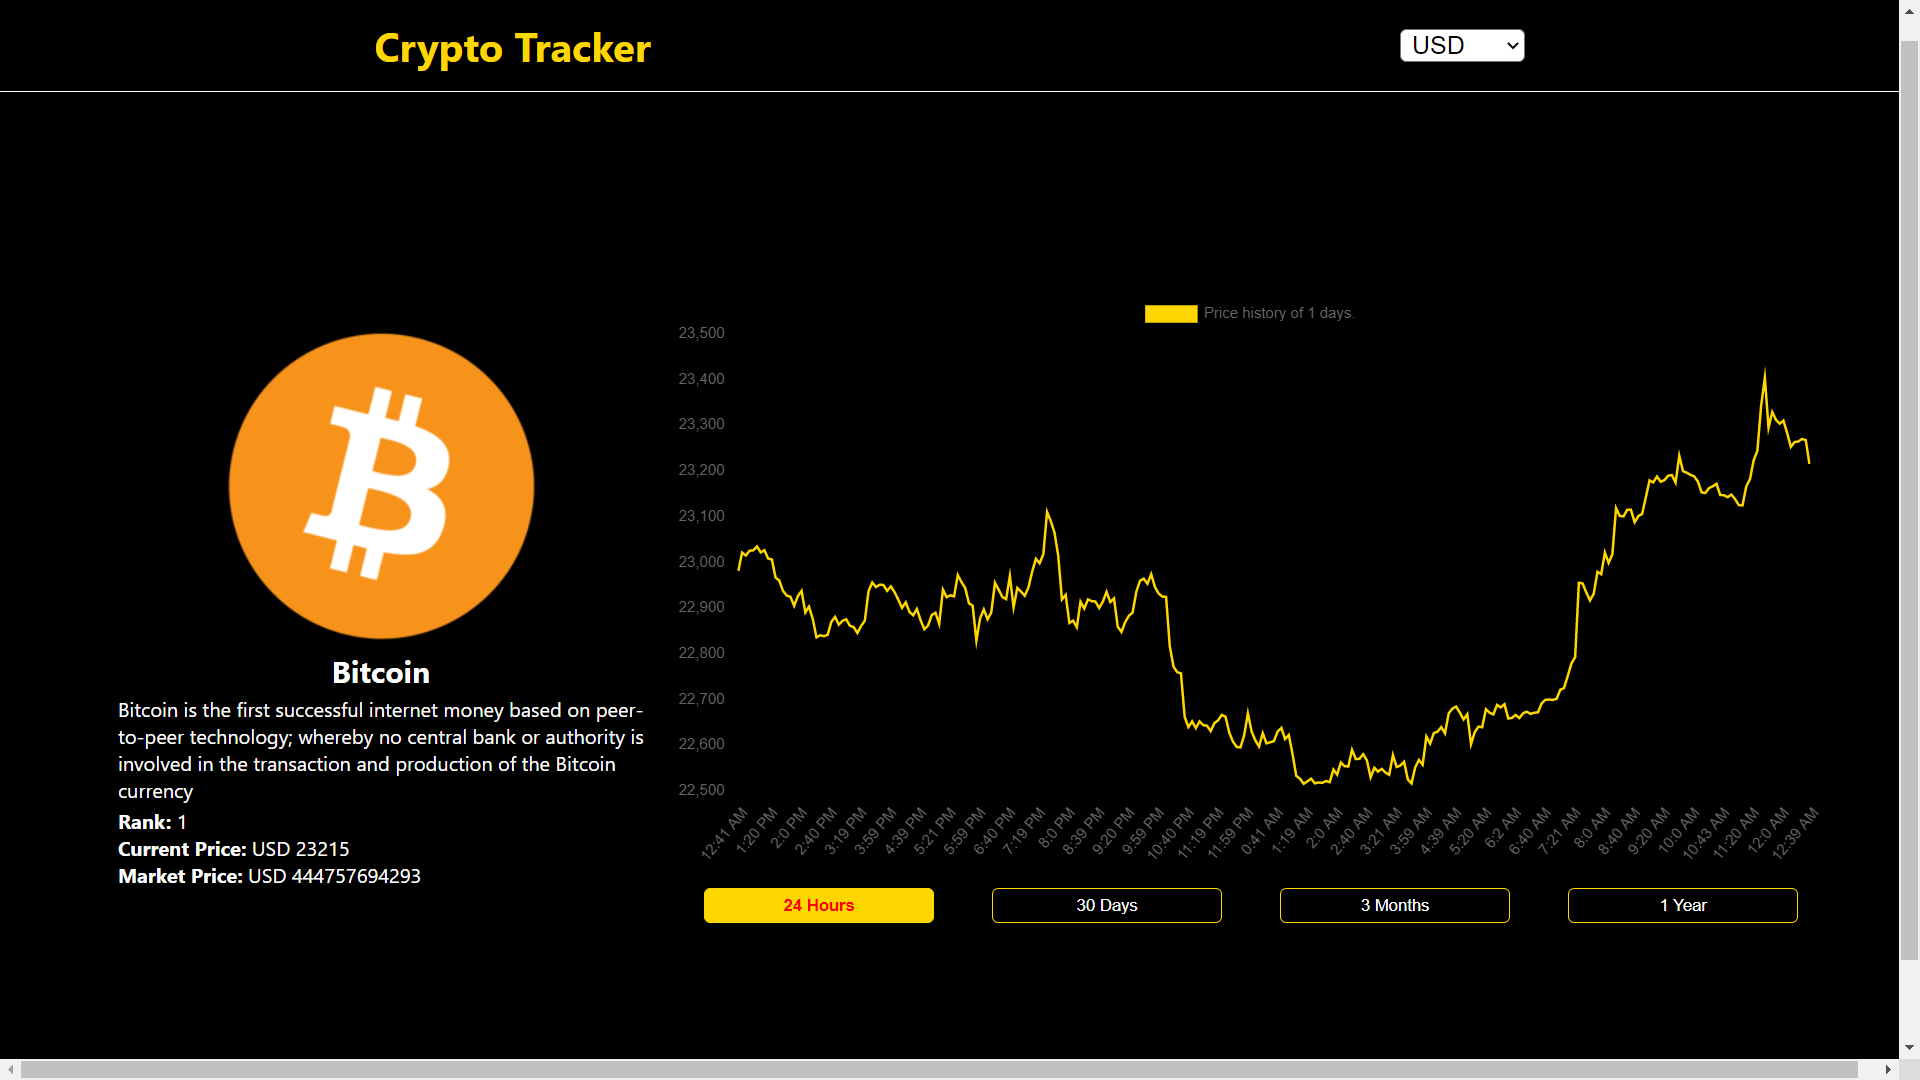 Crypto Tracker
USD
Price history of 1 days.
23,500
23,400
23,300
23,200
23,100
23,000
22,900
22,800
22,700
22,600
22,500
12:41 AM
1:20 PM
2:0 PM
2:40 PM
3:19 PM
3:59 PM
4:39 PM
5:21 PM
5:59 PM
6:40 PM
7:19 PM
8:0 PM
8:39 PM
9:20 PM
9:59 PM
10:40 PM
11:19 PM
11:59 PM
0:41 AM
1:19 AM
2:0 AM
2:40 AM
3:21 AM
3:59 AM
4:39 AM
5:20 AM
6:2 AM
6:40 AM
7:21 AM
8:0 AM
8:40 AM
9:20 AM
10:0 AM
10:43 AM
11:20 AM
12:0 AM
12:39 AM
Bitcoin
Bitcoin is the first successful internet money based on peer-
to-peer technology; whereby no central bank or authority is
involved in the transaction and production of the Bitcoin
currency
Rank: 1
Current Price: USD 23215
Market Price: USD 444757694293
24 Hours
30 Days
3 Months
1 Year